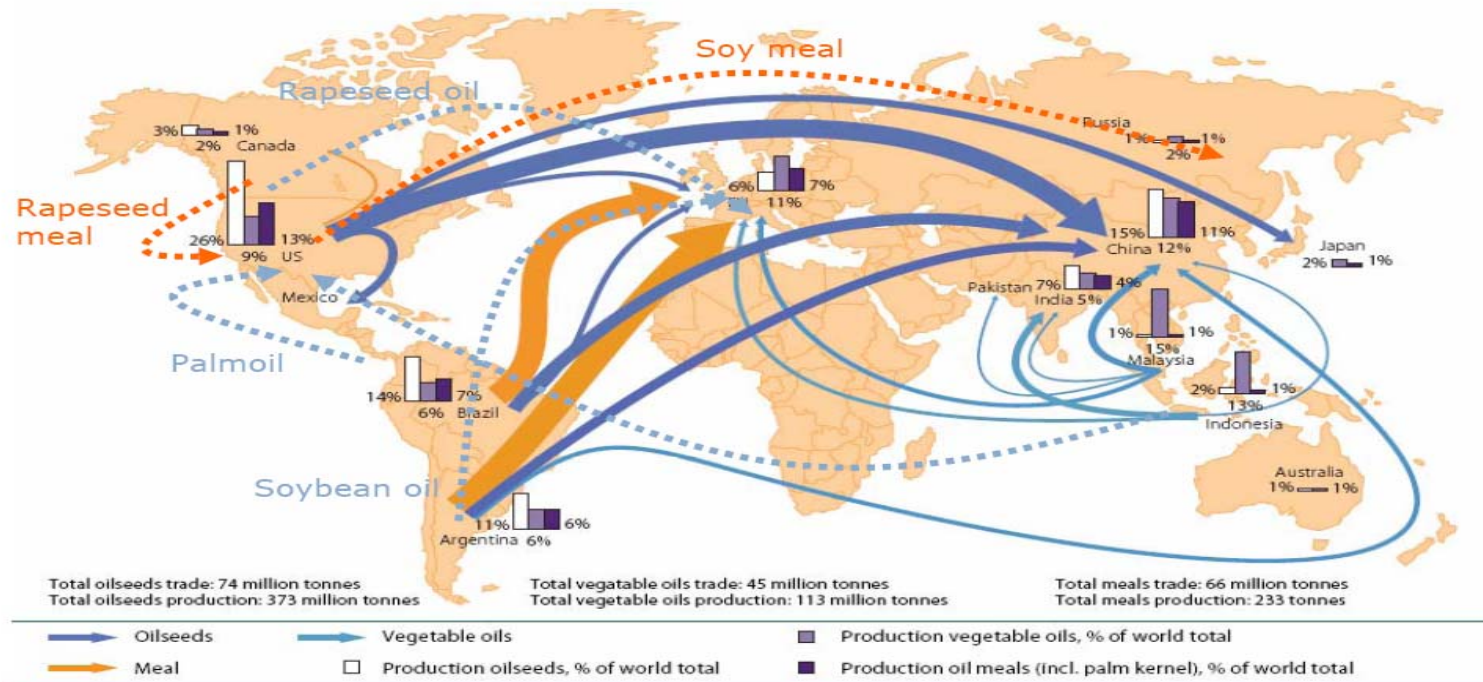 Soy meal
Rapeseed oil
3% 1%
2% Canada
Russia
1% 1%
2%
6% 7%
11%
Rapeseed
meal
26% 13%
9% US
15% 11%
China 12%
Japan
2% 1%
Mexico
Pakistan 7% 4%
India 5%
1% 1%
15%
Malaysia
Palmoil
14% 7%
6% Brazil
2% 1%
13%
Indonesia
Soybean oil
Australia
1% 1%
11% 6%
Argentina 6%
Total oilseeds trade: 74 million tonnes
Total oilseeds production: 373 million tonnes
Total vegatable oils trade: 45 million tonnes
Total vegetable oils production: 113 million tonnes
Total meals trade: 66 million tonnes
Total meals production: 233 tonnes
Oilseeds
Vegetable oils
Production vegetable oils, % of world total
Meal
Production oilseeds, % of world total
Production oil meals (incl. palm kernel), % of world total